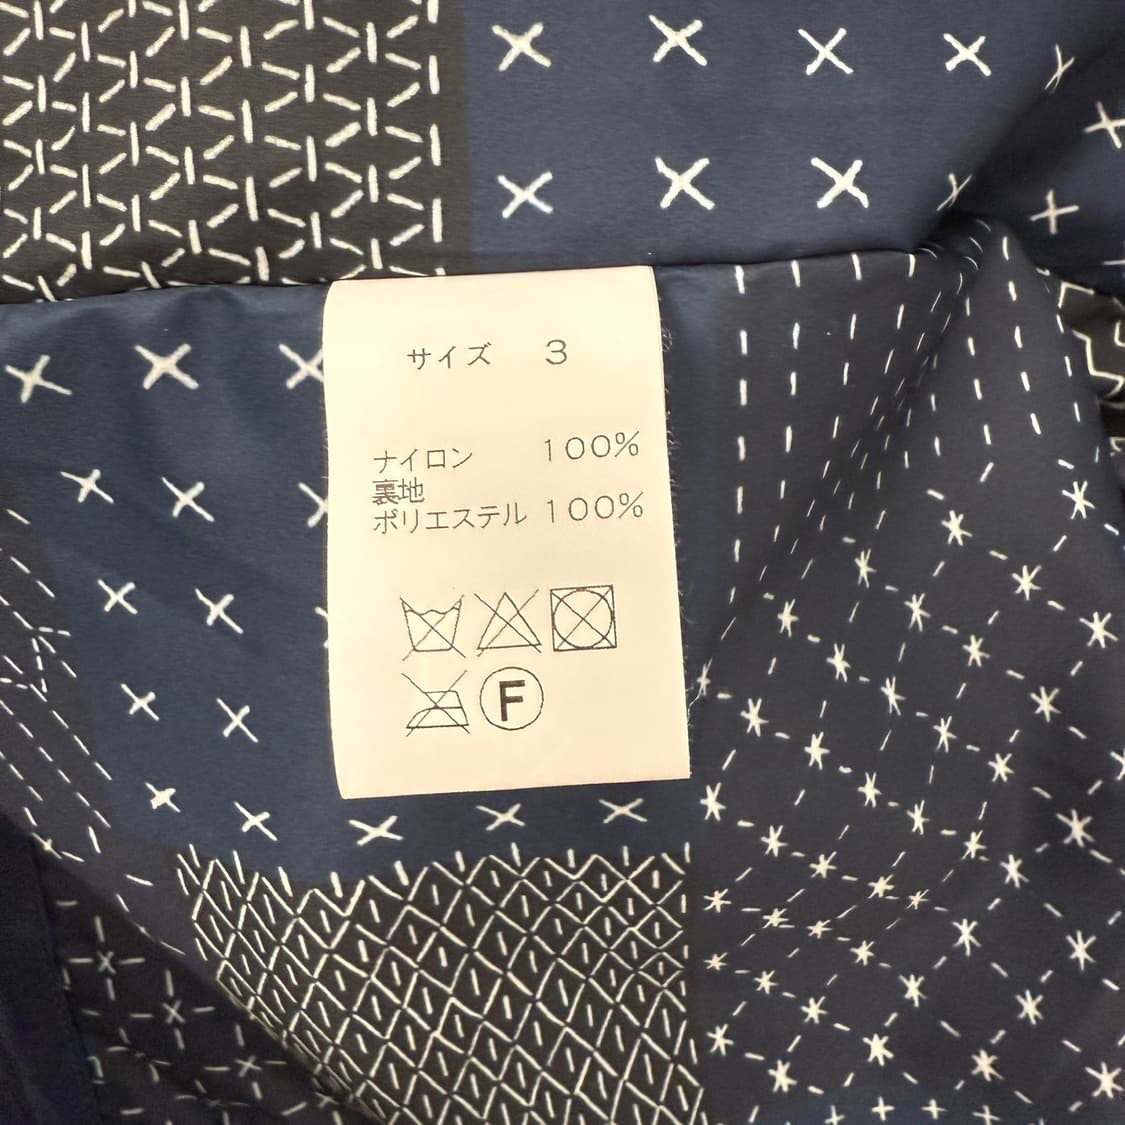 サイズ 3
ナイロン 100%
裏地
ポリエステル 100%
F